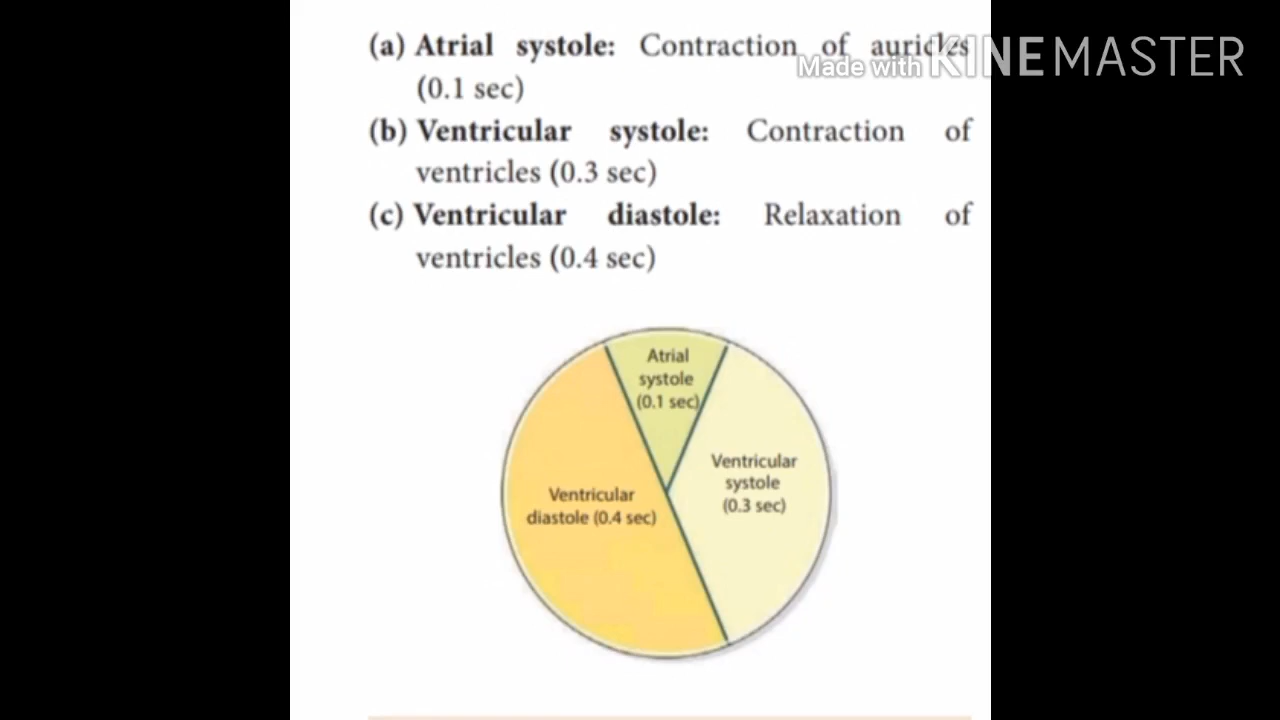 (a) Atrial systole: Contraction of auricles
Made with KINEMASTER
(0.1 sec)
(b) Ventricular systole: Contraction of
ventricles (0.3 sec)
(c) Ventricular diastole: Relaxation of
ventricles (0.4 sec)
Atrial
systole
(0.1 sec)
Ventricular
systole
(0.3 sec)
Ventricular
diastole (0.4 sec)